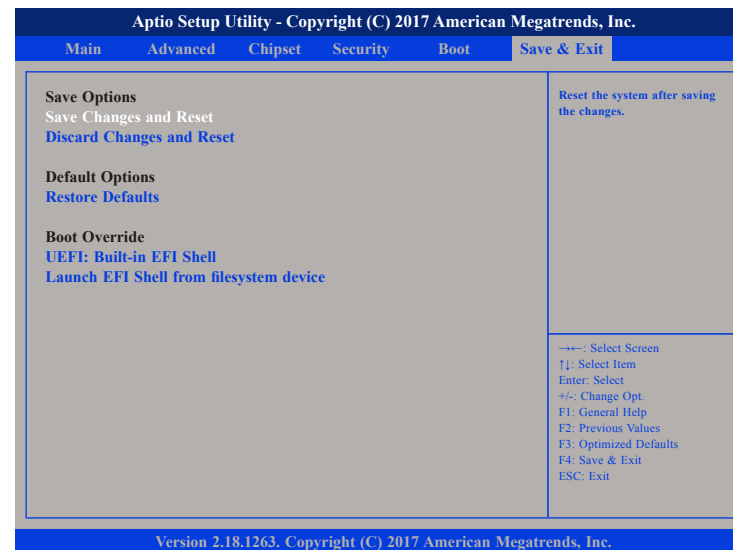 Aptio Setup Utility - Copyright (C) 2017 American Megatrends, Inc.
Main Advanced Chipset Security Boot Save & Exit
Save Options
Save Changes and Reset
Discard Changes and Reset
Default Options
Restore Defaults
Boot Override
UEFI: Built-in EFI Shell
Launch EFI Shell from filesystem device
Reset the system after saving
the changes.
→←: Select Screen
↑↓: Select Item
Enter: Select
+/-: Change Opt.
F1: General Help
F2: Previous Values
F3: Optimized Defaults
F4: Save & Exit
ESC: Exit
Version 2.18.1263. Copyright (C) 2017 American Megatrends, Inc.